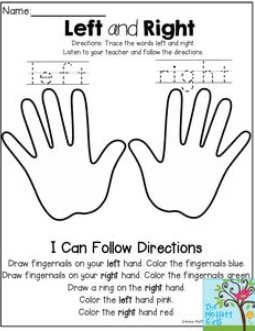 Name:
Left and Right
Directions: Trace the words left and right.
Listen to your teacher and follow the directions.
left right
I Can Follow Directions
Draw fingernails on your left hand. Color the fingernails blue.
Draw fingernails on your right hand. Color the fingernails green.
Draw a ring on the right hand.
Color the left hand pink.
Color the right hand red.
The
Moffatt
Girls